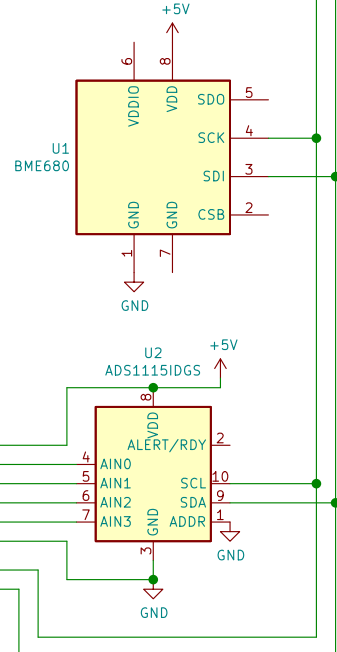 +5V
6
8
VDDIO
VDD
SDO
5
SCK
4
U1
BME680
SDI
3
GND
GND
CSB
2
1
7
GND
U2
+5V
ADS1115IDGS
8
VDD
ALERT/RDY
2
4
AIN0
5
AIN1
SCL
10
6
AIN2
SDA
9
7
AIN3
GND
ADDR
1
3
GND
GND